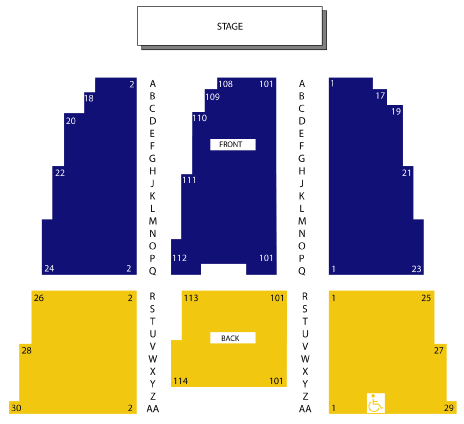 STAGE
2 A 108 101 A 1
18 B 109 B 17
C C 19
20 D 110 D
E E
F FRONT F
G G
22 H H 21
J 111 J
K K
L L
M M
N N
O O
P 112 101 P
24 2 Q Q 1 23
26 2 R 113 101 R 1 25
S S
T T
U BACK U
28 V V 27
W W
X X
Y 114 101 Y
Z Z
30 2 AA AA 1 29